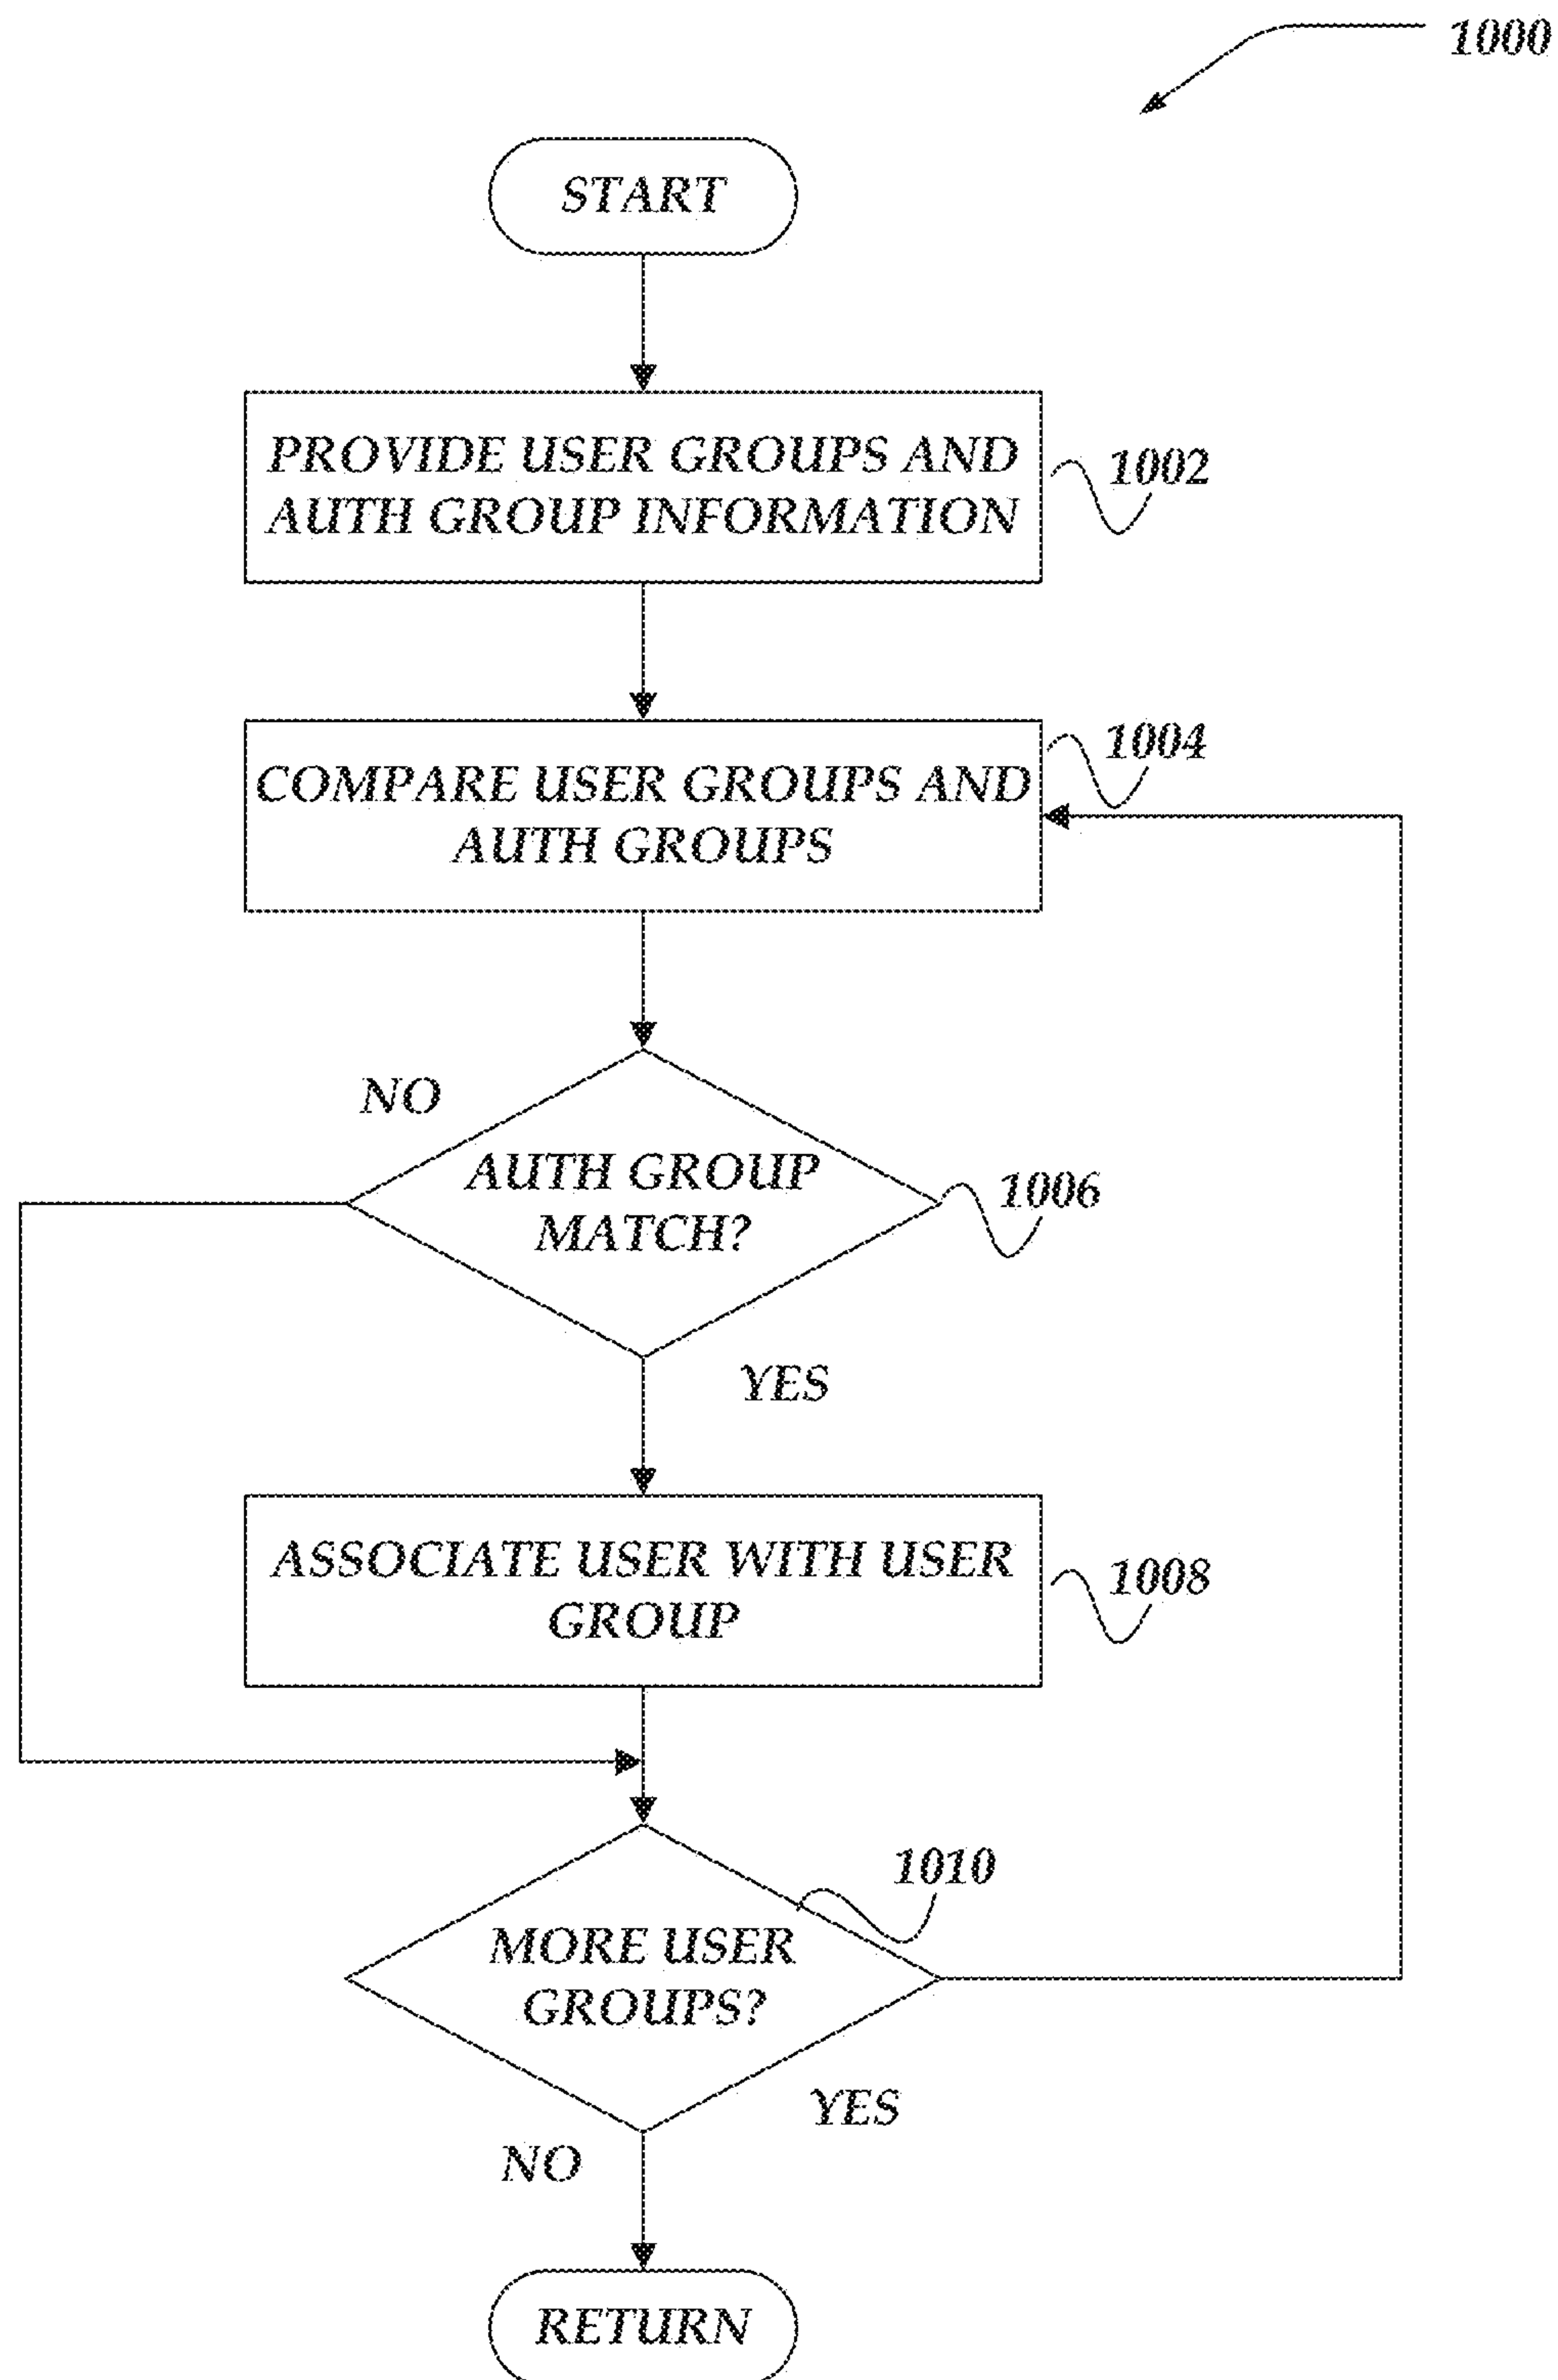 1000
START
PROVIDE USER GROUPS AND
AUTH GROUP INFORMATION
1002
COMPARE USER GROUPS AND
AUTH GROUPS
1004
NO
AUTH GROUP
MATCH?
1006
YES
ASSOCIATE USER WITH USER
GROUP
1008
1010
MORE USER
GROUPS?
YES
NO
RETURN